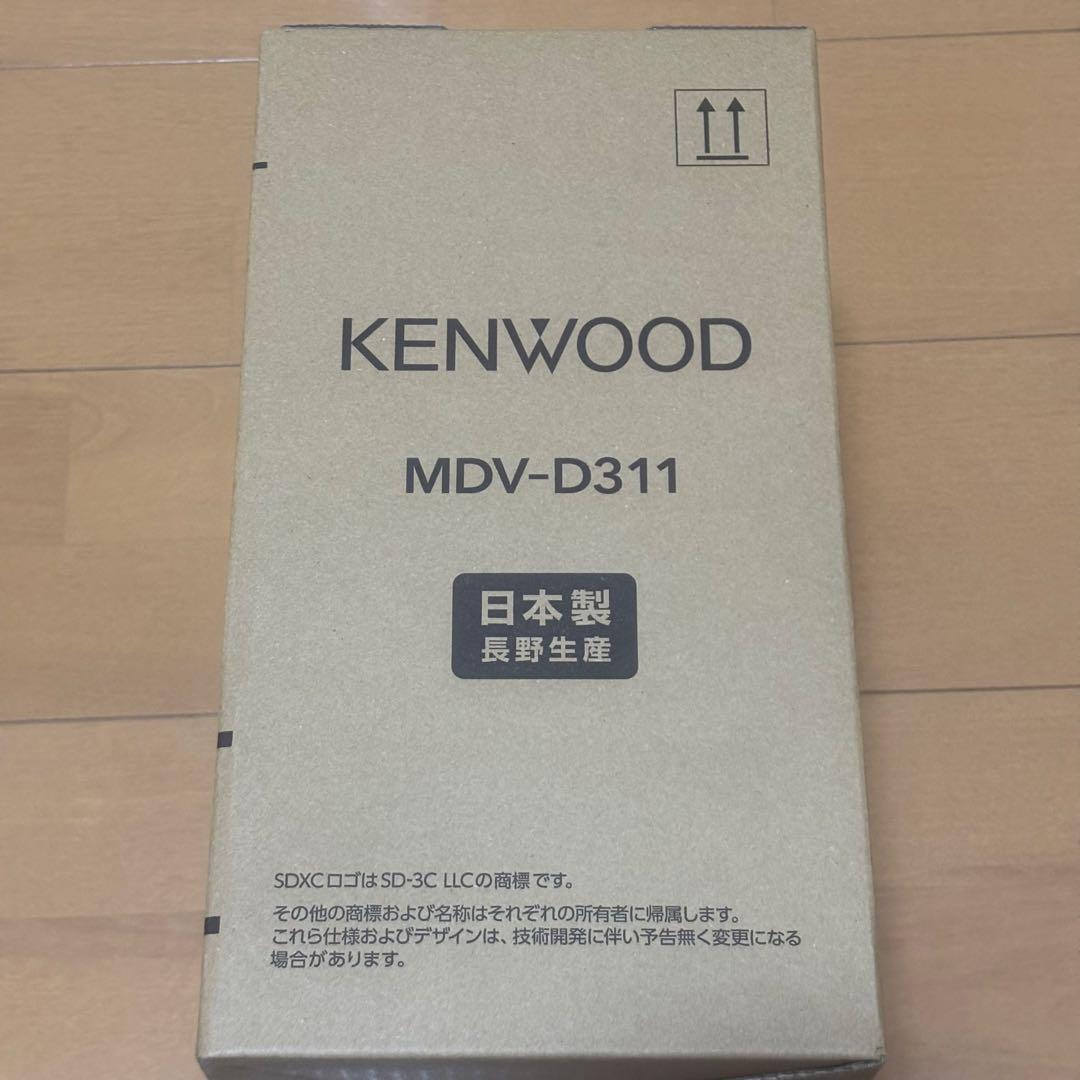 KENWOOD
MDV-D311
日本製
長野生産
SDXCロゴはSD-3C LLCの商標です。
その他の商標および名称はそれぞれの所有者に帰属します。
これら仕様およびデザインは、技術開発に伴い予告無く変更になる
場合があります。